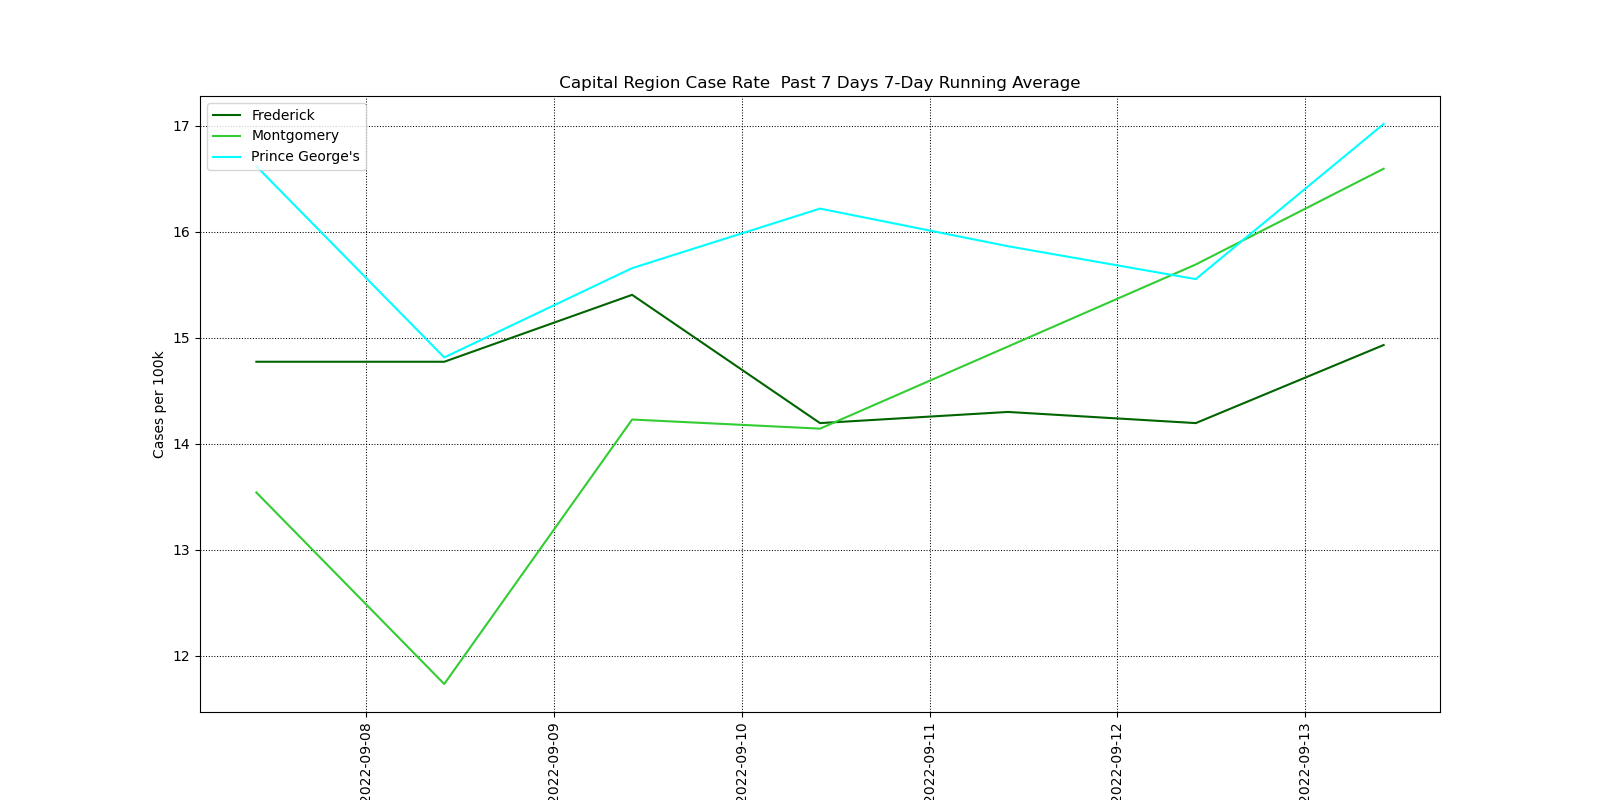 Capital Region Case Rate  Past 7 Days 7-Day Running Average
Frederick
Montgomery
Prince George's
Cases per 100k
17
16
15
14
13
12
2022-09-08
2022-09-09
2022-09-10
2022-09-11
2022-09-12
2022-09-13